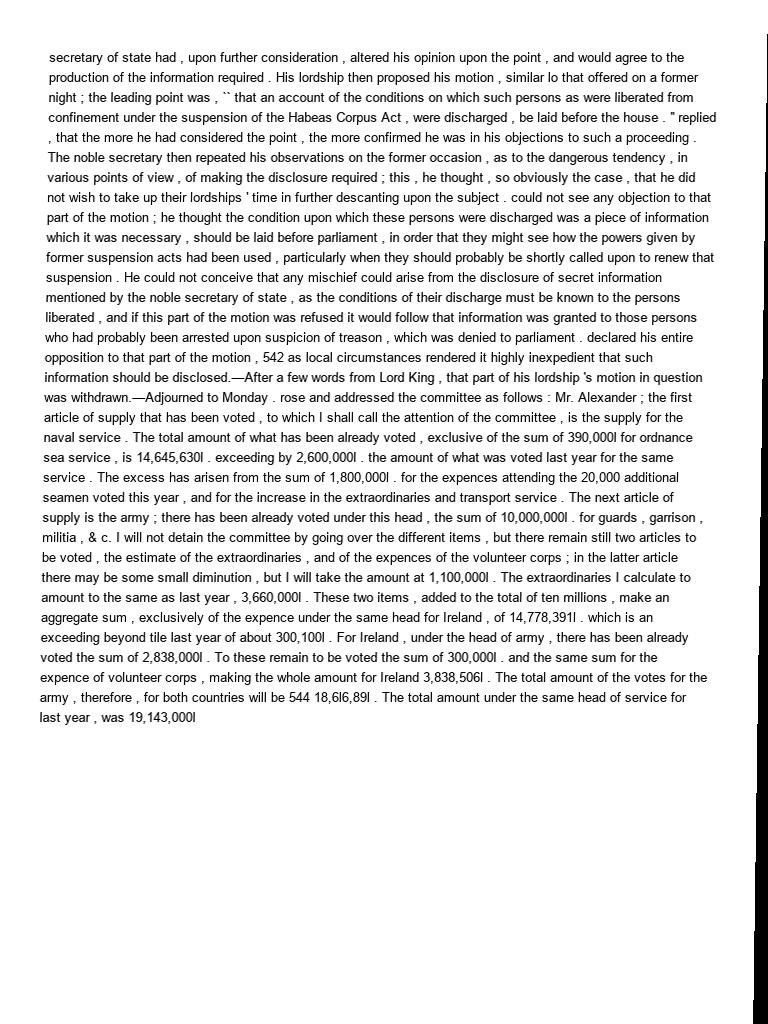 secretary of state had , upon further consideration , altered his opinion upon the point , and would agree to the
production of the information required . His lordship then proposed his motion , similar lo that offered on a former
night ; the leading point was , `` that an account of the conditions on which such persons as were liberated from
confinement under the suspension of the Habeas Corpus Act , were discharged , be laid before the house . " replied
, that the more he had considered the point , the more confirmed he was in his objections to such a proceeding .
The noble secretary then repeated his observations on the former occasion , as to the dangerous tendency , in
various points of view , of making the disclosure required ; this , he thought , so obviously the case , that he did
not wish to take up their lordships ' time in further descanting upon the subject . could not see any objection to that
part of the motion ; he thought the condition upon which these persons were discharged was a piece of information
which it was necessary , should be laid before parliament , in order that they might see how the powers given by
former suspension acts had been used , particularly when they should probably be shortly called upon to renew that
suspension . He could not conceive that any mischief could arise from the disclosure of secret information
mentioned by the noble secretary of state , as the conditions of their discharge must be known to the persons
liberated , and if this part of the motion was refused it would follow that information was granted to those persons
who had probably been arrested upon suspicion of treason , which was denied to parliament . declared his entire
opposition to that part of the motion , 542 as local circumstances rendered it highly inexpedient that such
information should be disclosed.—After a few words from Lord King , that part of his lordship 's motion in question
was withdrawn.—Adjourned to Monday . rose and addressed the committee as follows : Mr. Alexander ; the first
article of supply that has been voted , to which I shall call the attention of the committee , is the supply for the
naval service . The total amount of what has been already voted , exclusive of the sum of 390,000l for ordnance
sea service , is 14,645,630l . exceeding by 2,600,000l . the amount of what was voted last year for the same
service . The excess has arisen from the sum of 1,800,000l . for the expences attending the 20,000 additional
seamen voted this year , and for the increase in the extraordinaries and transport service . The next article of
supply is the army ; there has been already voted under this head , the sum of 10,000,000l . for guards , garrison ,
militia , & c. I will not detain the committee by going over the different items , but there remain still two articles to
be voted , the estimate of the extraordinaries , and of the expences of the volunteer corps ; in the latter article
there may be some small diminution , but I will take the amount at 1,100,000l . The extraordinaries I calculate to
amount to the same as last year , 3,660,000l . These two items , added to the total of ten millions , make an
aggregate sum , exclusively of the expence under the same head for Ireland , of 14,778,391l . which is an
exceeding beyond tile last year of about 300,100l . For Ireland , under the head of army , there has been already
voted the sum of 2,838,000l . To these remain to be voted the sum of 300,000l . and the same sum for the
expence of volunteer corps , making the whole amount for Ireland 3,838,506l . The total amount of the votes for the
army , therefore , for both countries will be 544 18,6l6,89l . The total amount under the same head of service for
last year , was 19,143,000l